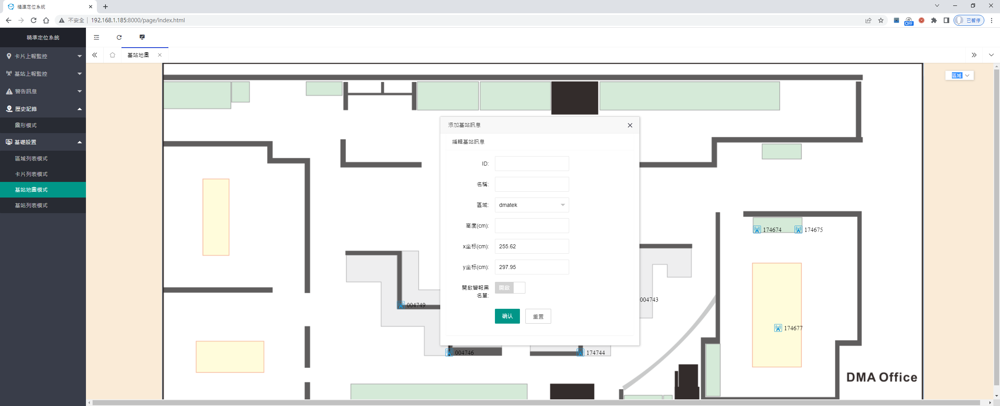 精準定位系統
不安全
192.168.1.185:8000/page/index.html
OFF
已暫停
精準定位系統
卡片上報監控
基站上報監控
警告訊息
歷史記錄
圖形模式
基礎設置
區域列表模式
卡片列表模式
基站地圖模式
基站列表模式
基站地圖
區域
添加基站訊息
編輯基站訊息
ID:
名稱:
區域: dmatek
高度(cm):
x坐标(cm): 255.62
y坐标(cm): 297.95
開啟警報黑
名單:
開啟
确认 重置
174674
174675
004749
004743
174677
004746
174744
DMA Office